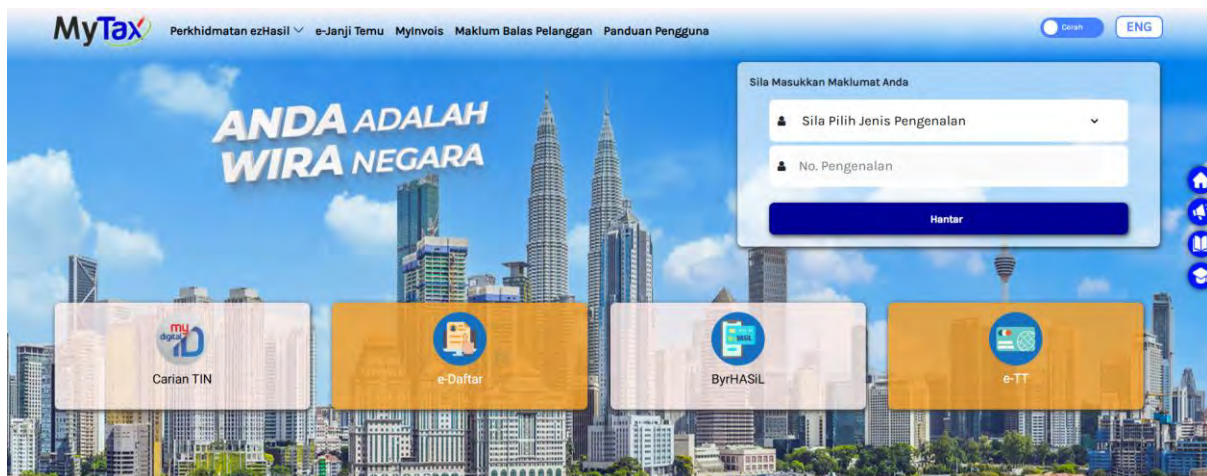 MyTax
Perkhidmatan ezHasil e-Janji Temu MyInvois Maklum Balas Pelanggan Panduan Pengguna
Cerah
ENG
ANDA ADALAH
WIRA NEGARA
Sila Masukkan Maklumat Anda
Sila Pilih Jenis Pengenalan
No. Pengenalan
Hantar
my
digital
ID
Carian TIN
e-Daftar
ByrHASiL
e-TT